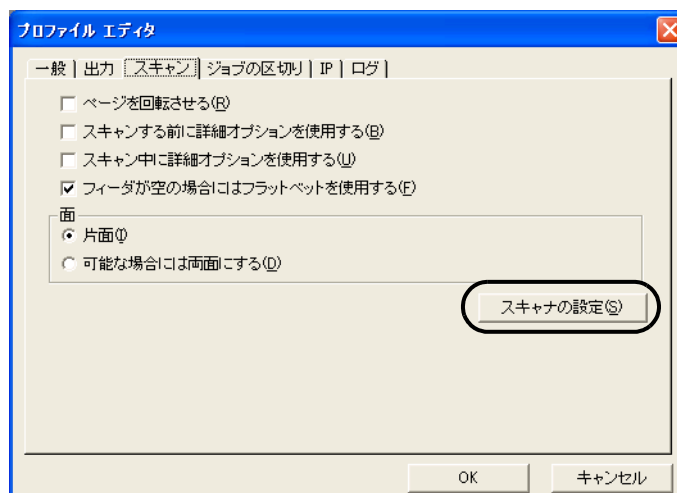 プロファイル エディタ
一般 出力 スキャン ジョブの区切り IP ログ
ページを回転させる(R)
スキャンする前に詳細オプションを使用する(B)
スキャン中に詳細オプションを使用する(U)
フィーダが空の場合にはフラットベットを使用する(F)
面
片面(I)
可能な場合には両面にする(D)
スキャナの設定(S)
OK キャンセル